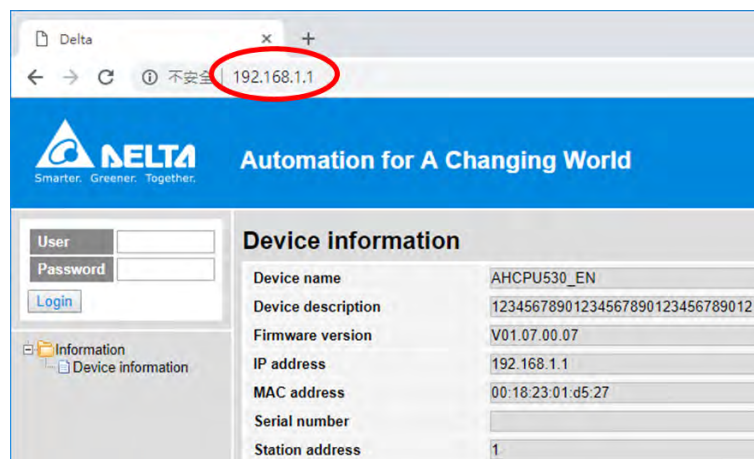 Delta
不安全 192.168.1.1
DELTA
Smarter. Greener. Together.
Automation for A Changing World
User
Password
Login
Information
Device information
Device information
Device name AHCPU530_EN
Device description 12345678901234567890123456789012
Firmware version V01.07.00.07
IP address 192.168.1.1
MAC address 00:18:23:01:d5:27
Serial number
Station address 1